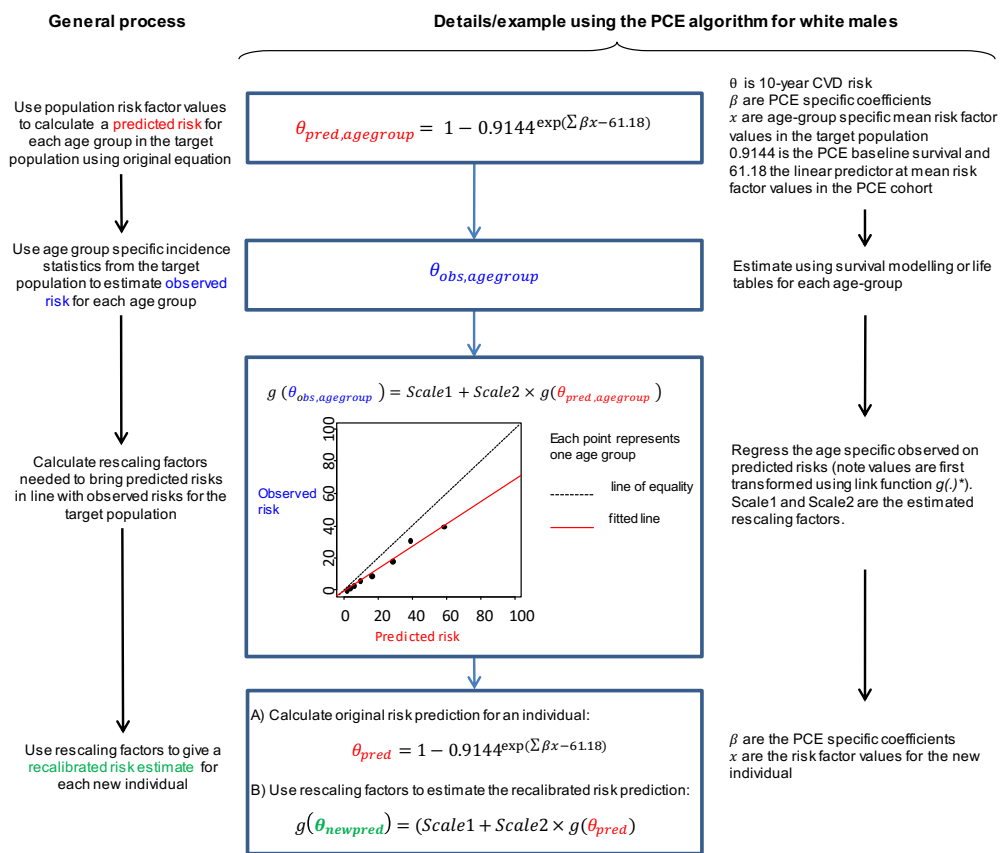 General process
Details/example using the PCE algorithm for white males
Use population risk factor values
to calculate a predicted risk for
each age group in the target
population using original equation
θpred,agegroup = 1 − 0.9144^exp(∑ βx−61.18)
θ is 10-year CVD risk
β are PCE specific coefficients
x are age-group specific mean risk factor
values in the target population
0.9144 is the PCE baseline survival and
61.18 the linear predictor at mean risk
factor values in the PCE cohort
Use age group specific incidence
statistics from the target
population to estimate observed
risk for each age group
θobs,agegroup
Estimate using survival modelling or life
tables for each age-group
Calculate rescaling factors
needed to bring predicted risks
in line with observed risks for the
target population
g (θobs,agegroup ) = Scale1 + Scale2 × g(θpred,agegroup )
100
80
60
40
20
0
Observed
risk
0 20 40 60 80 100
Predicted risk
Each point represents
one age group
line of equality
fitted line
Regress the age specific observed on
predicted risks (note values are first
transformed using link function g(.)*).
Scale1 and Scale2 are the estimated
rescaling factors.
Use rescaling factors to give a
recalibrated risk estimate for
each new individual
A) Calculate original risk prediction for an individual:
θpred = 1 − 0.9144^exp(∑ βx−61.18)
B) Use rescaling factors to estimate the recalibrated risk prediction:
g(θnewpred) = (Scale1 + Scale2 × g(θpred)
β are the PCE specific coefficients
x are the risk factor values for the new
individual